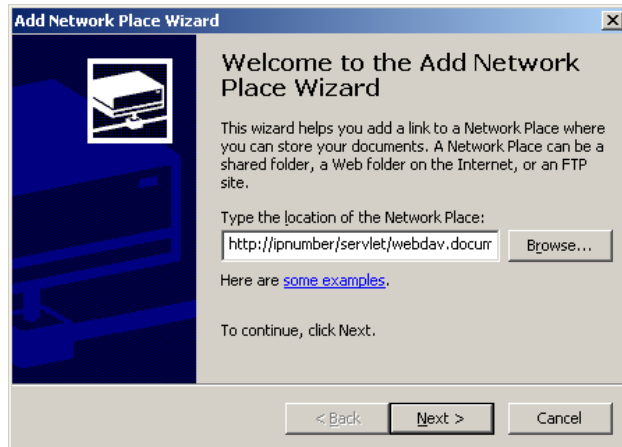 Add Network Place Wizard
Welcome to the Add Network
Place Wizard
This wizard helps you add a link to a Network Place where
you can store your documents. A Network Place can be a
shared folder, a Web folder on the Internet, or an FTP
site.
Type the location of the Network Place:
http://ipnumber/servlet/webdav.docum
Browse...
Here are some examples.
To continue, click Next.
< Back
Next >
Cancel